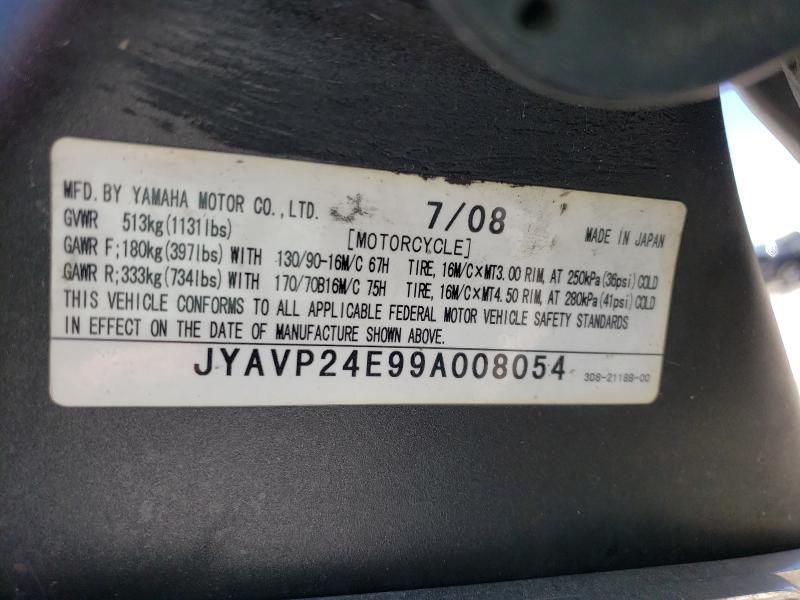 MFD. BY YAMAHA MOTOR CO., LTD. 7/08 MADE IN JAPAN
GVWR 513kg(1131lbs) [MOTORCYCLE]
GAWR F;180kg(397lbs) WITH 130/90-16M/C 67H TIRE, 16M/C×MT3.00 RIM, AT 250kPa(36psi)COLD
GAWR R;333kg(734lbs) WITH 170/70B16M/C 75H TIRE, 16M/C×MT4.50 RIM, AT 280kPa(41psi)COLD
THIS VEHICLE CONFORMS TO ALL APPLICABLE FEDERAL MOTOR VEHICLE SAFETY STANDARDS
IN EFFECT ON THE DATE OF MANUFACTURE SHOWN ABOVE.
JYAVP24E99A008054 3D8-21188-00